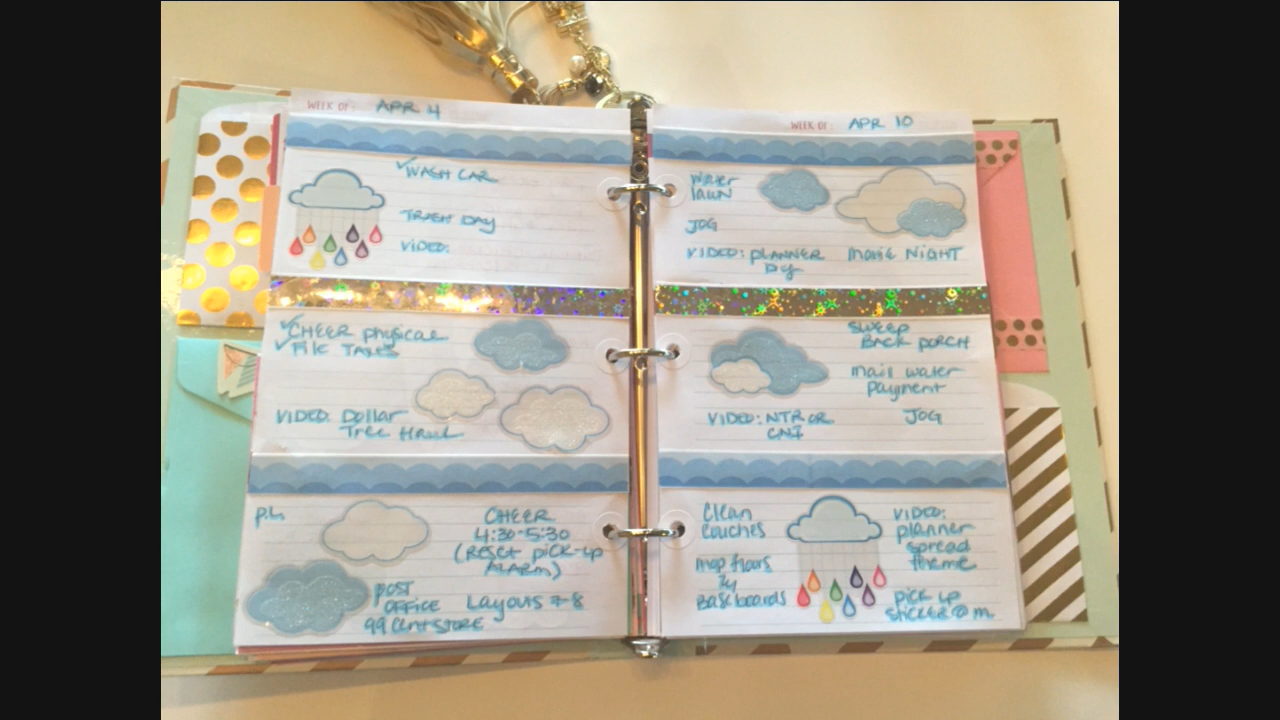 WEEK OF: APR 4
✓WASH CAR
TRASH DAY
VIDEO:
✓CHEER physical
✓File TAXES
VIDEO: Dollar
Tree HAUL
P.L.
CHEER
4:30-5:30
(RESET pick-up
ALARM)
POST
OFFICE
99 Cent STORE
Layouts 7-8
WEEK OF: APR 10
Water
lawn
JOG
VIDEO: pLANNER
DIY
Movie NIGHT
SWEEP
BACK pORCH
mail water
payment
VIDEO: NTR OR
JOG
Clean
couches
mop floors
Baseboards
VIDEO:
planner
spread
theme
pick up
sticker @ m.